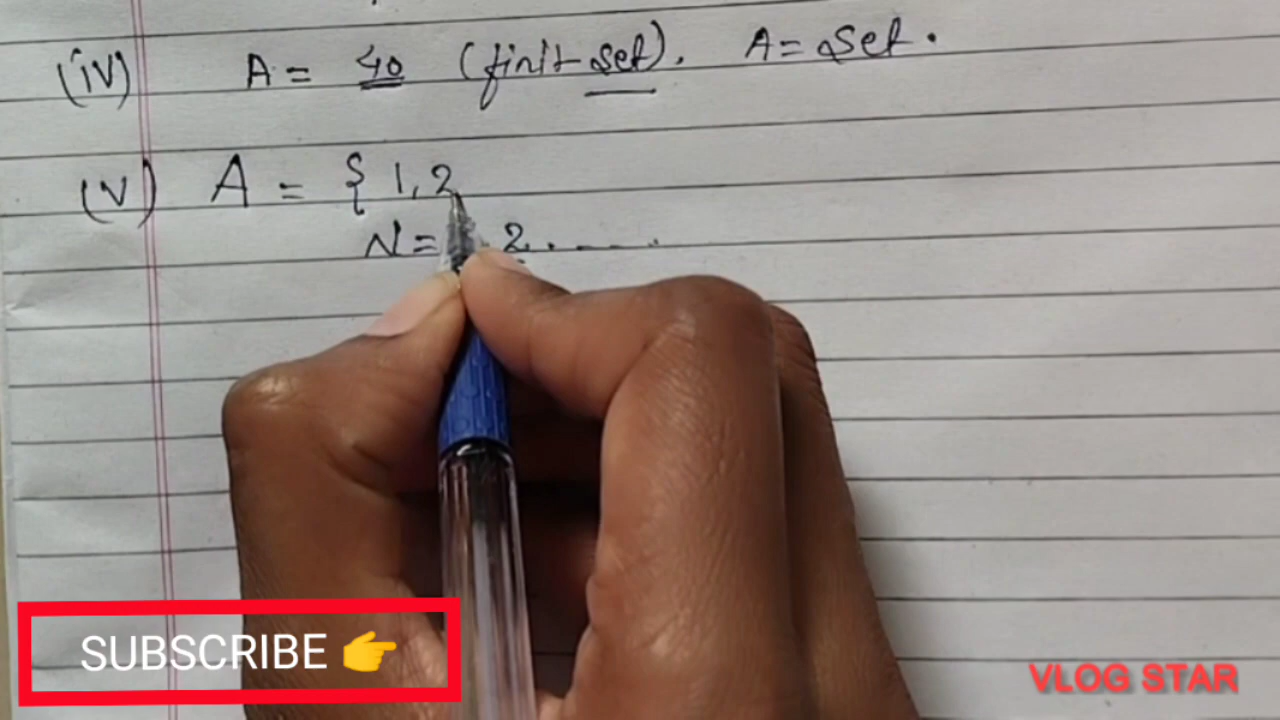 (iv) A = 40 (finit set). A = set.
(v) A = { 1, 2
N = 2 . - - - .
SUBSCRIBE 👉
VLOG STAR